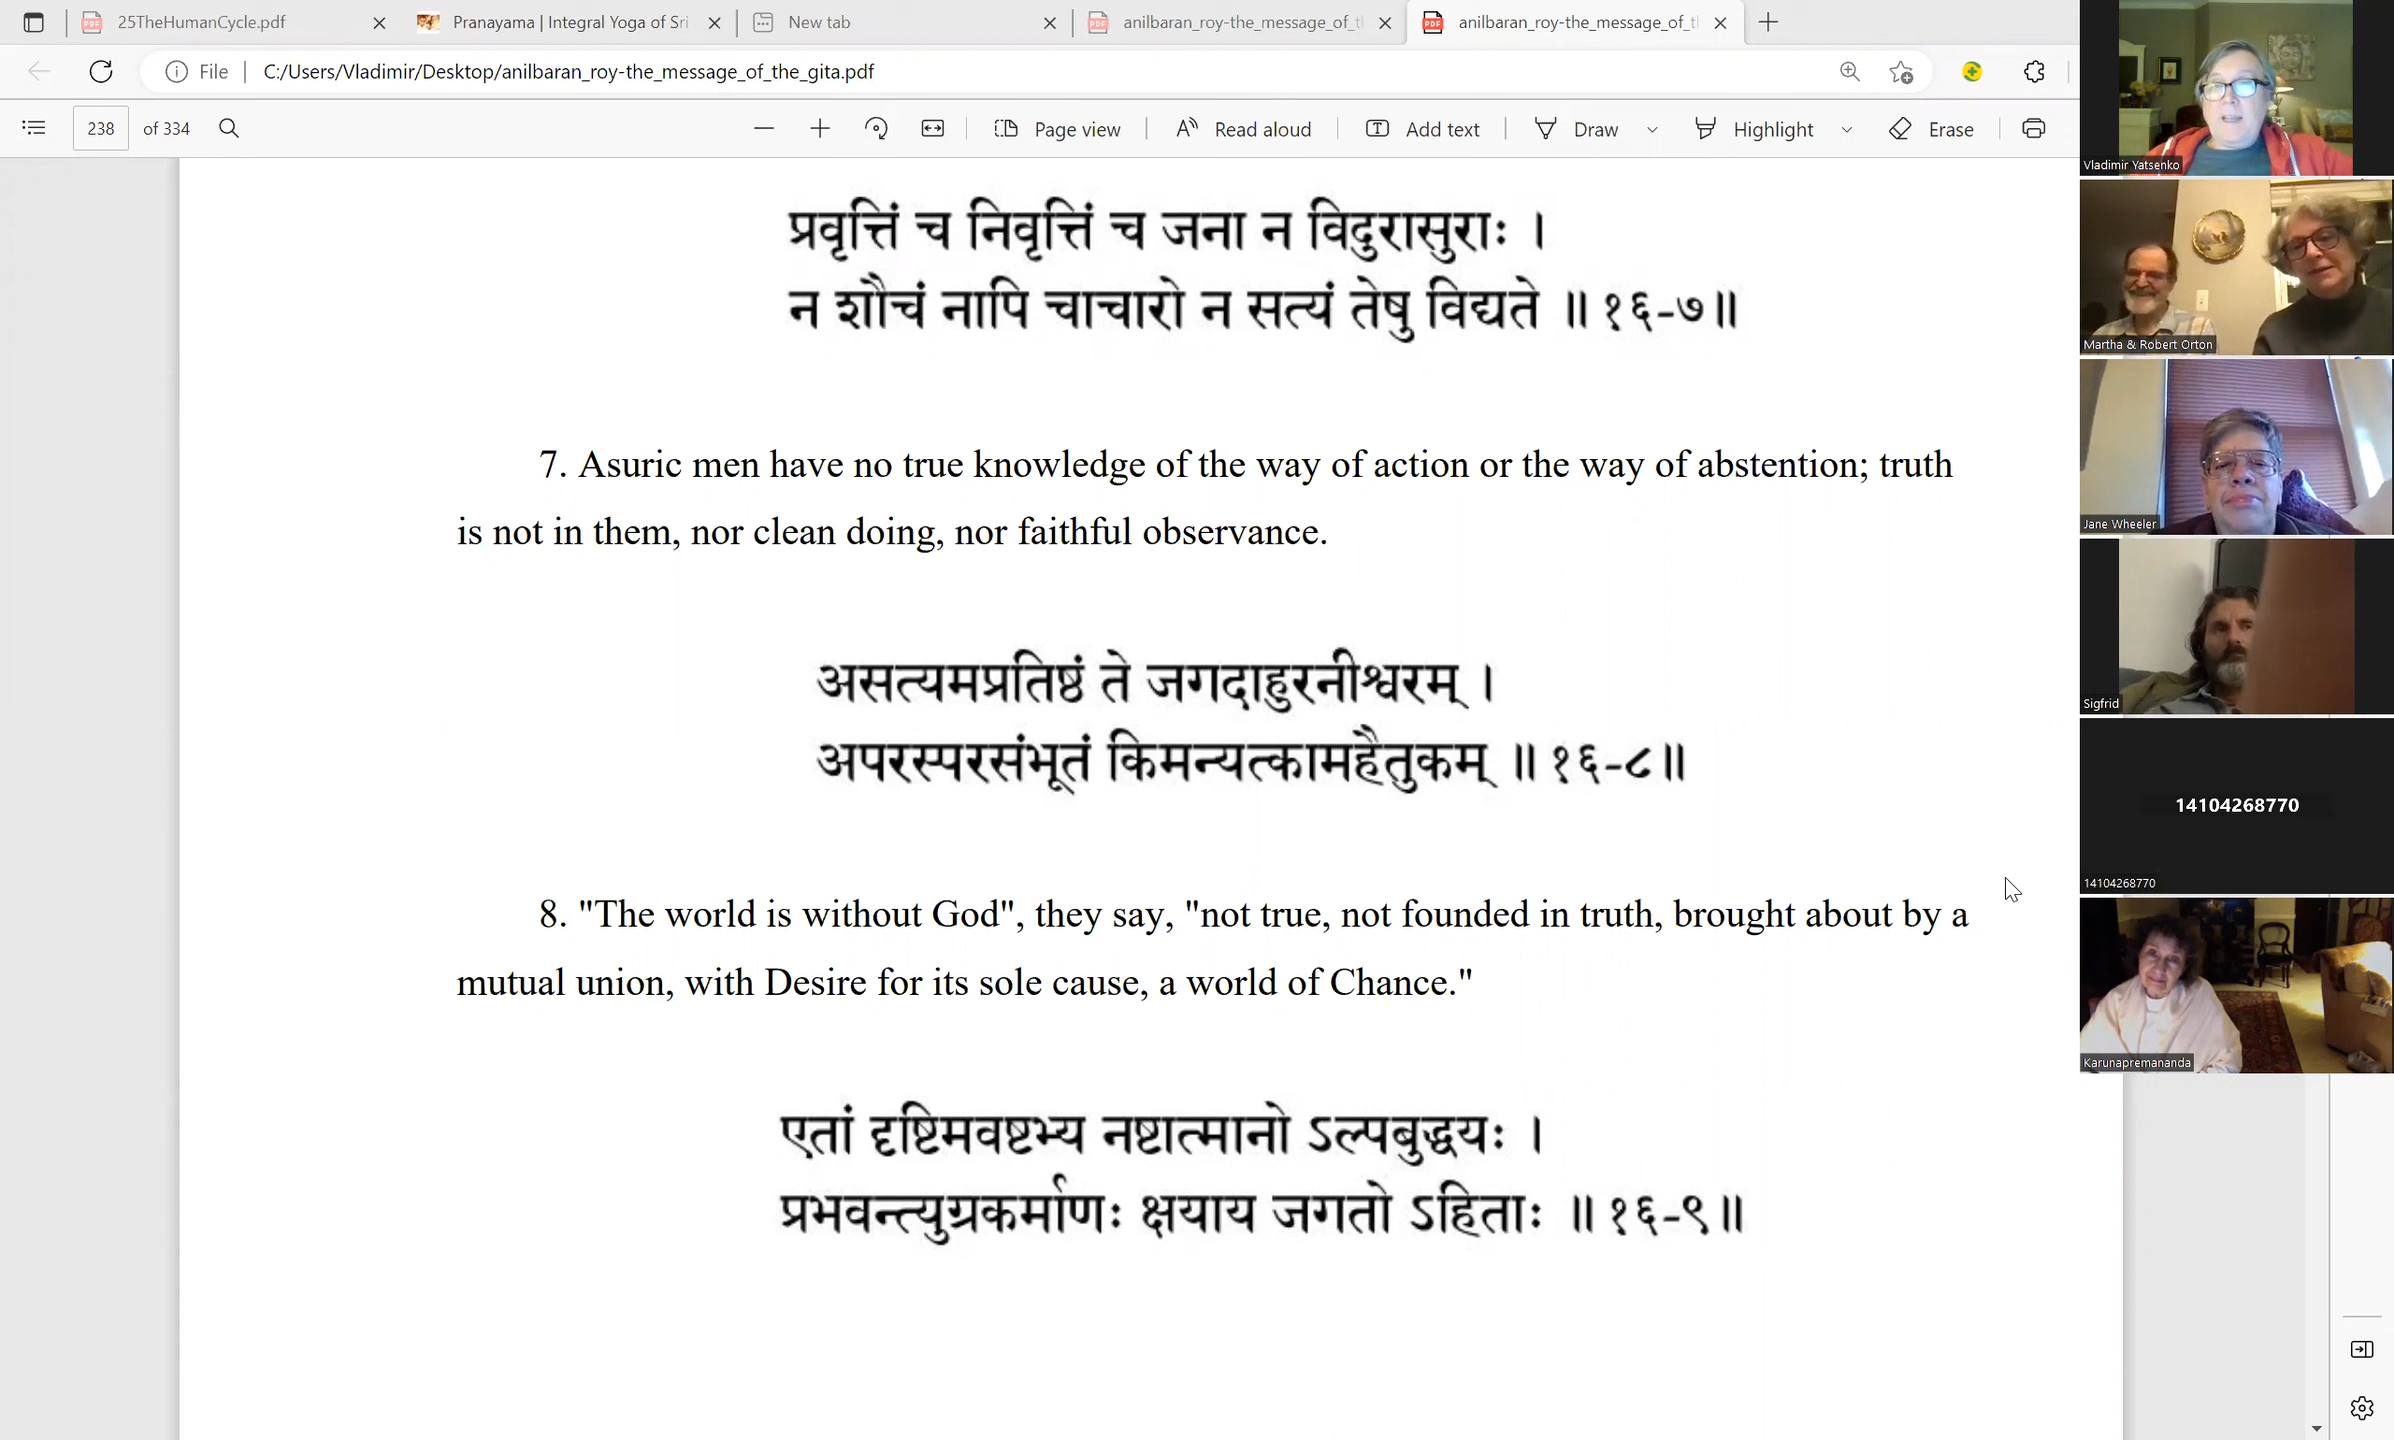 25TheHumanCycle.pdf
Pranayama | Integral Yoga of Sri
New tab
anilbaran_roy-the_message_of_t
anilbaran_roy-the_message_of_t
File
C:/Users/Vladimir/Desktop/anilbaran_roy-the_message_of_the_gita.pdf
238 of 334
Page view
Read aloud
Add text
Draw
Highlight
Erase
प्रवृत्तिं च निवृत्तिं च जना न विदुरासुराः ।
न शौचं नापि चाचारो न सत्यं तेषु विद्यते ॥ १६-७॥
7. Asuric men have no true knowledge of the way of action or the way of abstention; truth
is not in them, nor clean doing, nor faithful observance.
असत्यमप्रतिष्ठं ते जगदाहुरनीश्वरम् ।
अपरस्परसंभूतं किमन्यत्कामहैतुकम् ॥ १६-८॥
8. "The world is without God", they say, "not true, not founded in truth, brought about by a
mutual union, with Desire for its sole cause, a world of Chance."
एतां दृष्टिमवष्टभ्य नष्टात्मानो ऽल्पबुद्धयः ।
प्रभवन्त्युग्रकर्माणः क्षयाय जगतो ऽहिताः ॥ १६-९॥
Vladimir Yatsenko
Martha & Robert Orton
Jane Wheeler
Sigfrid
14104268770
14104268770
Karunapremananda